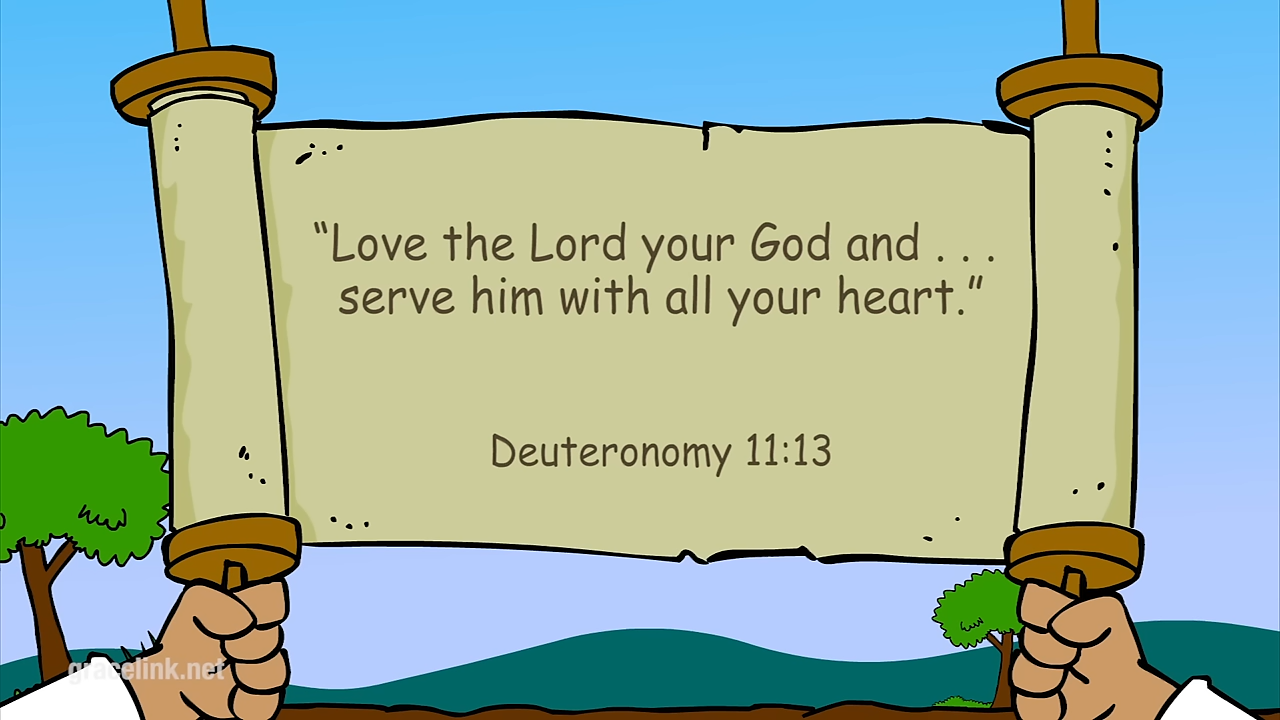 “Love the Lord your God and . . .
serve him with all your heart.”
Deuteronomy 11:13
gracelink.net